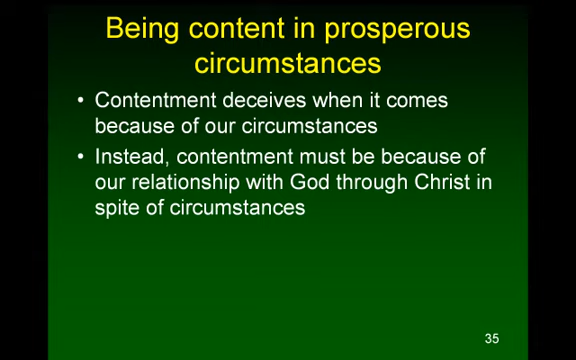 Being content in prosperous
circumstances
• Contentment deceives when it comes
because of our circumstances
• Instead, contentment must be because of
our relationship with God through Christ in
spite of circumstances
35